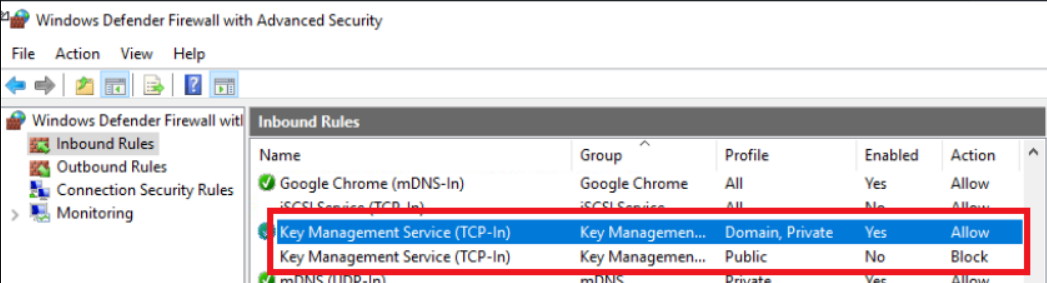 Windows Defender Firewall with Advanced Security
File Action View Help
Windows Defender Firewall witl
Inbound Rules
Outbound Rules
Connection Security Rules
Monitoring
Inbound Rules
Name Group Profile Enabled Action
Google Chrome (mDNS-In) Google Chrome All Yes Allow
iSCSI Service (TCP-In) iSCSI Service All No Allow
Key Management Service (TCP-In) Key Managemen... Domain, Private Yes Allow
Key Management Service (TCP-In) Key Managemen... Public No Block
mDNS (UDP-In) mDNS Private Yes Allow